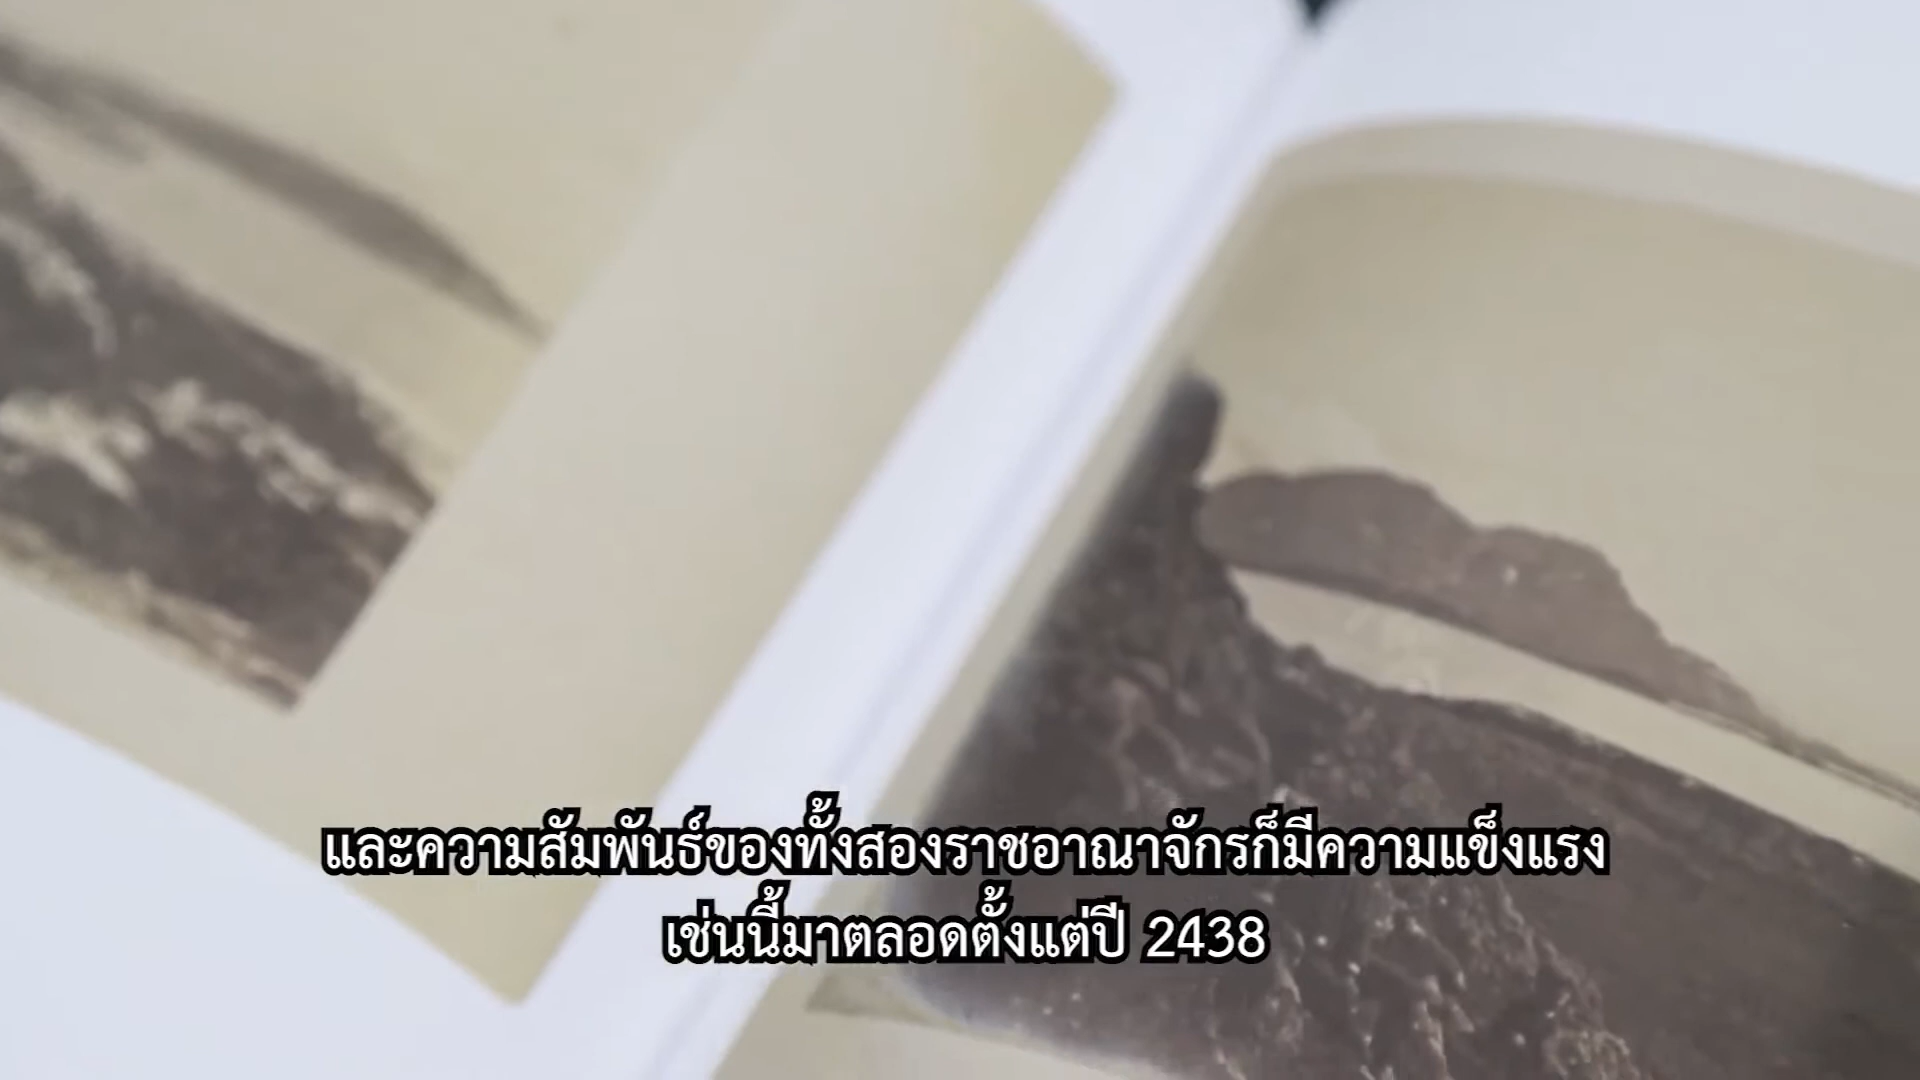 และความสัมพันธ์ของทั้งสองราชอาณาจักรก็มีความแข็งแรง
เช่นนี้มาตลอดตั้งแต่ปี 2438